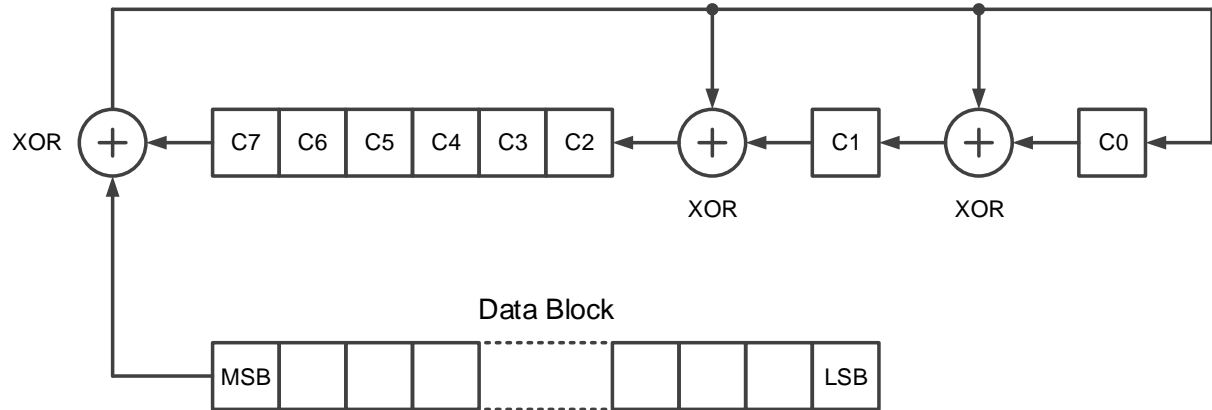 XOR
C7 C6 C5 C4 C3 C2 C1 C0
XOR XOR
Data Block
MSB LSB